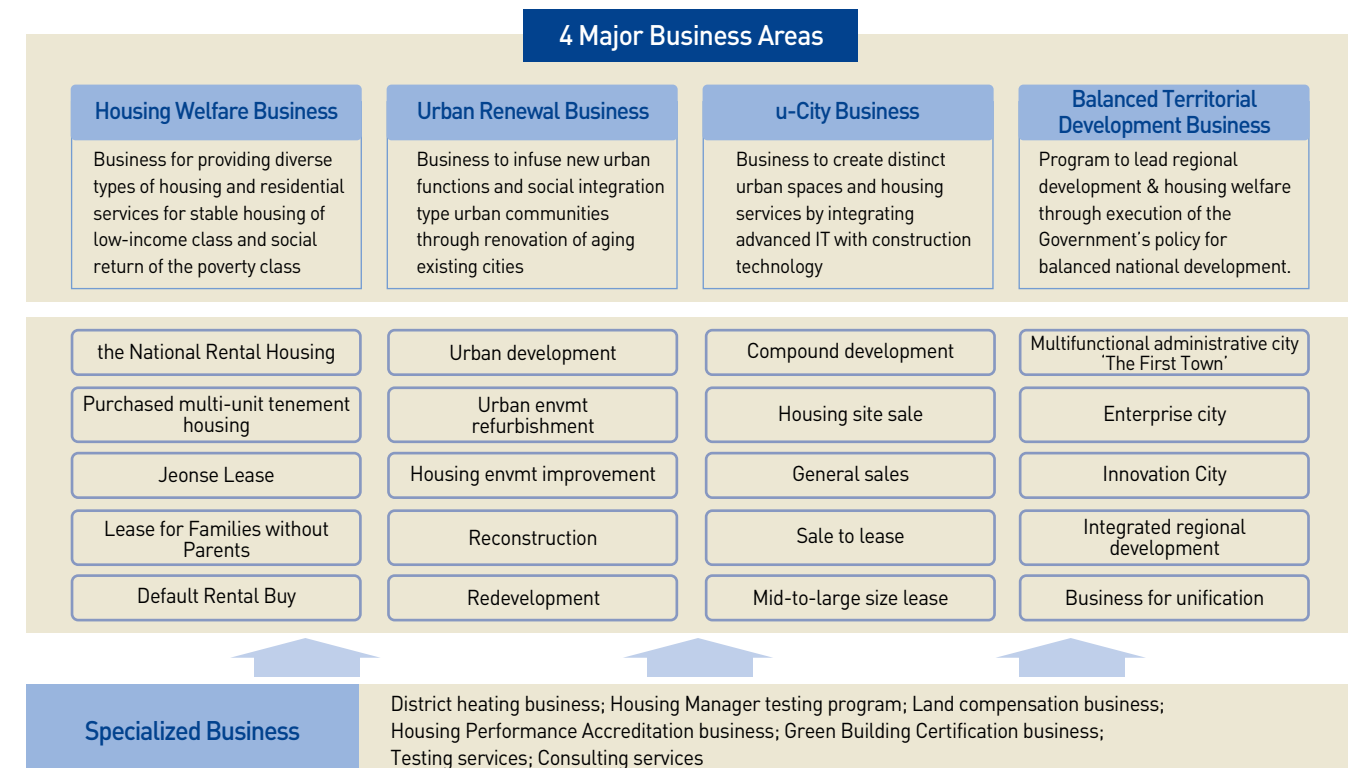 4 Major Business Areas
Housing Welfare Business
Business for providing diverse
types of housing and residential
services for stable housing of
low-income class and social
return of the poverty class
Urban Renewal Business
Business to infuse new urban
functions and social integration
type urban communities
through renovation of aging
existing cities
u-City Business
Business to create distinct
urban spaces and housing
services by integrating
advanced IT with construction
technology
Balanced Territorial
Development Business
Program to lead regional
development & housing welfare
through execution of the
Government's policy for
balanced national development.
the National Rental Housing
Purchased multi-unit tenement
housing
Jeonse Lease
Lease for Families without
Parents
Default Rental Buy
Urban development
Urban envmt
refurbishment
Housing envmt improvement
Reconstruction
Redevelopment
Compound development
Housing site sale
General sales
Sale to lease
Mid-to-large size lease
Multifunctional administrative city
'The First Town'
Enterprise city
Innovation City
Integrated regional
development
Business for unification
Specialized Business
District heating business; Housing Manager testing program; Land compensation business;
Housing Performance Accreditation business; Green Building Certification business;
Testing services; Consulting services